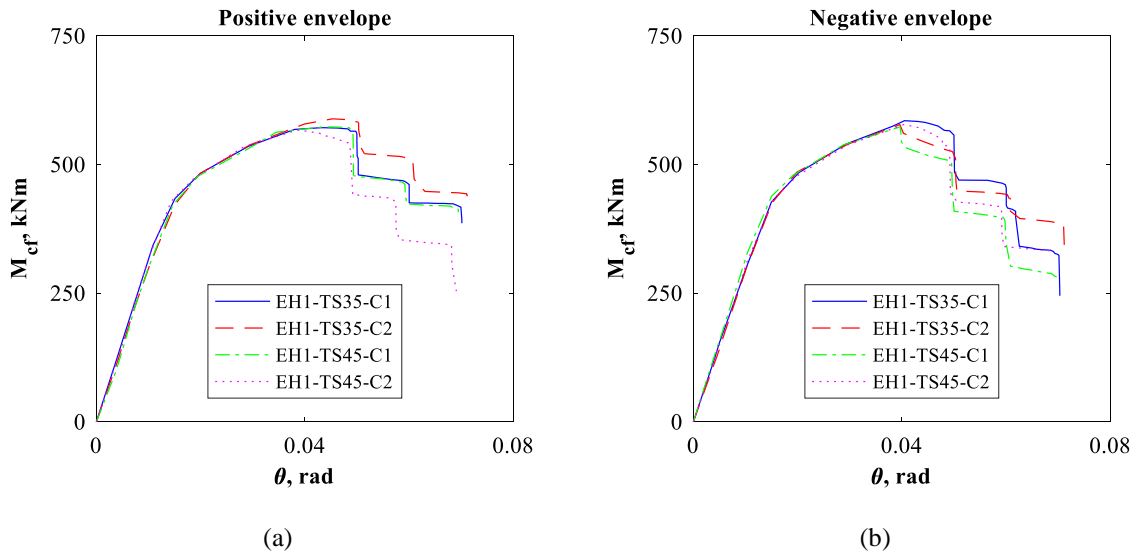 Positive envelope
750
500
250
0
M_cf, kNm
0
0.04
0.08
θ, rad
EH1-TS35-C1
EH1-TS35-C2
EH1-TS45-C1
EH1-TS45-C2
(a)
Negative envelope
750
500
250
0
M_cf, kNm
0
0.04
0.08
θ, rad
EH1-TS35-C1
EH1-TS35-C2
EH1-TS45-C1
EH1-TS45-C2
(b)